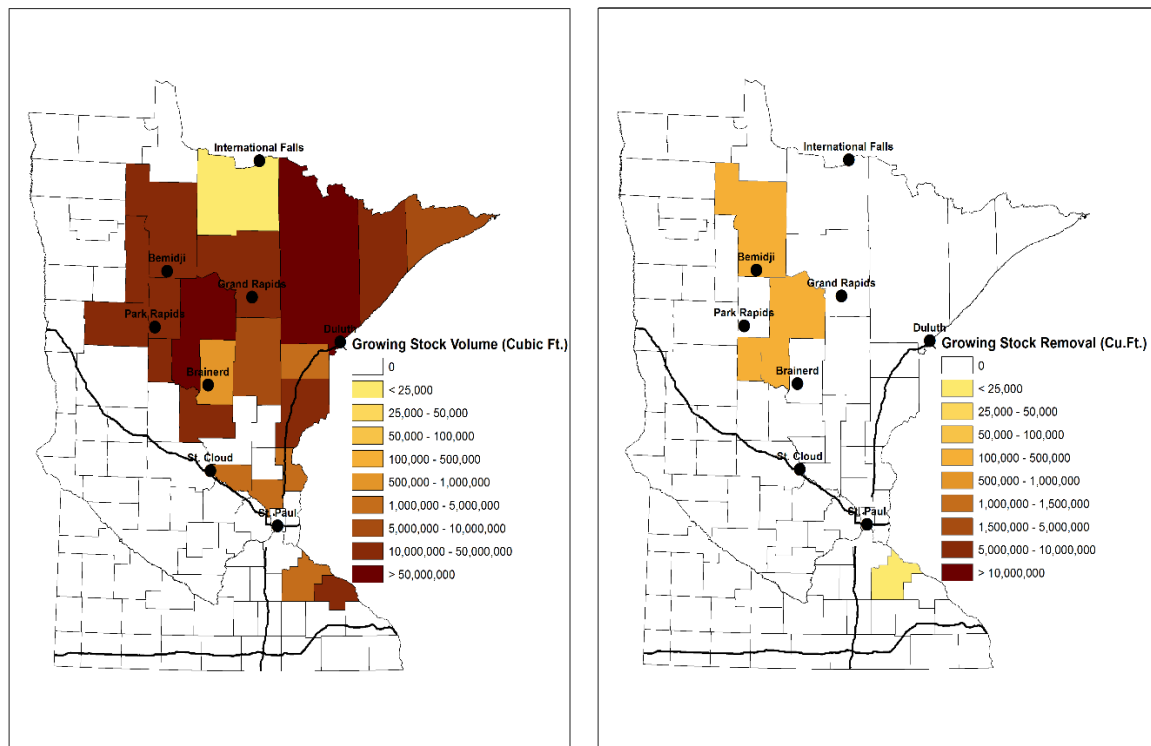 International Falls
Bemidji
Grand Rapids
Park Rapids
Duluth
Brainerd
St. Cloud
St. Paul
Growing Stock Volume (Cubic Ft.)
0
< 25,000
25,000 - 50,000
50,000 - 100,000
100,000 - 500,000
500,000 - 1,000,000
1,000,000 - 5,000,000
5,000,000 - 10,000,000
10,000,000 - 50,000,000
> 50,000,000
International Falls
Bemidji
Grand Rapids
Park Rapids
Duluth
Brainerd
St. Cloud
St. Paul
Growing Stock Removal (Cu.Ft.)
0
< 25,000
25,000 - 50,000
50,000 - 100,000
100,000 - 500,000
500,000 - 1,000,000
1,000,000 - 1,500,000
1,500,000 - 5,000,000
5,000,000 - 10,000,000
> 10,000,000